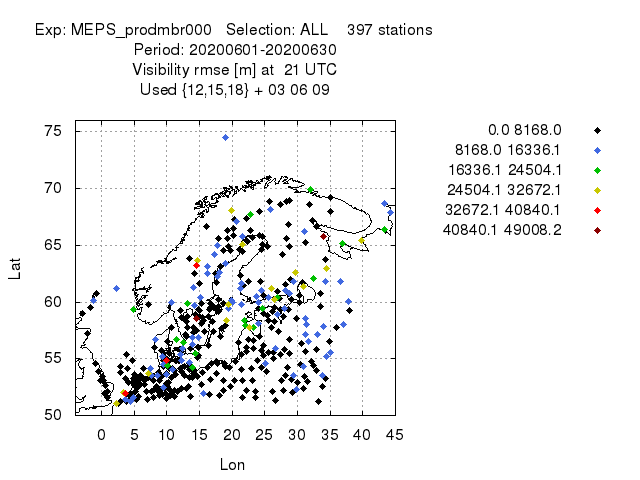 Exp: MEPS_prodmbr000 Selection: ALL 397 stations
Period: 20200601-20200630
Visibility rmse [m] at 21 UTC
Used {12,15,18} + 03 06 09
0.0 8168.0
8168.0 16336.1
16336.1 24504.1
24504.1 32672.1
32672.1 40840.1
40840.1 49008.2
75
70
65
60
55
50
Lat
0 5 10 15 20 25 30 35 40 45
Lon